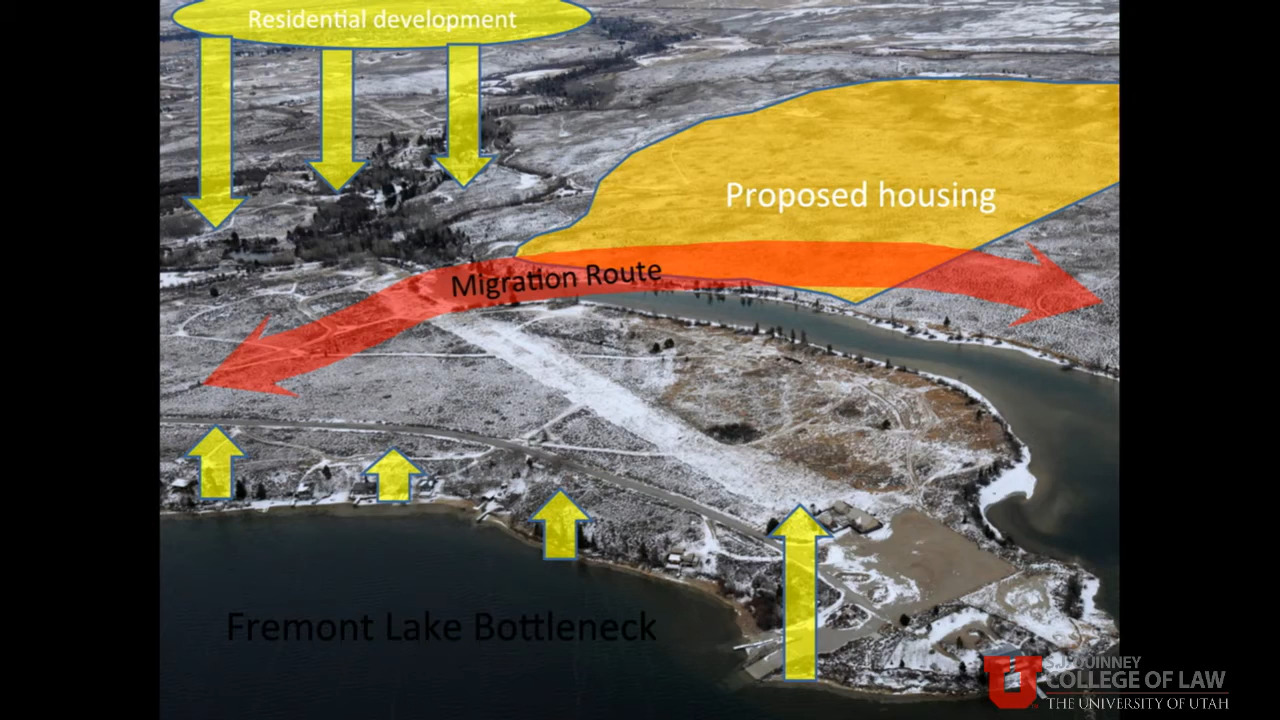 Residential development
Proposed housing
Migration Route
Fremont Lake Bottleneck
S.J. QUINNEY
COLLEGE OF LAW
THE UNIVERSITY OF UTAH